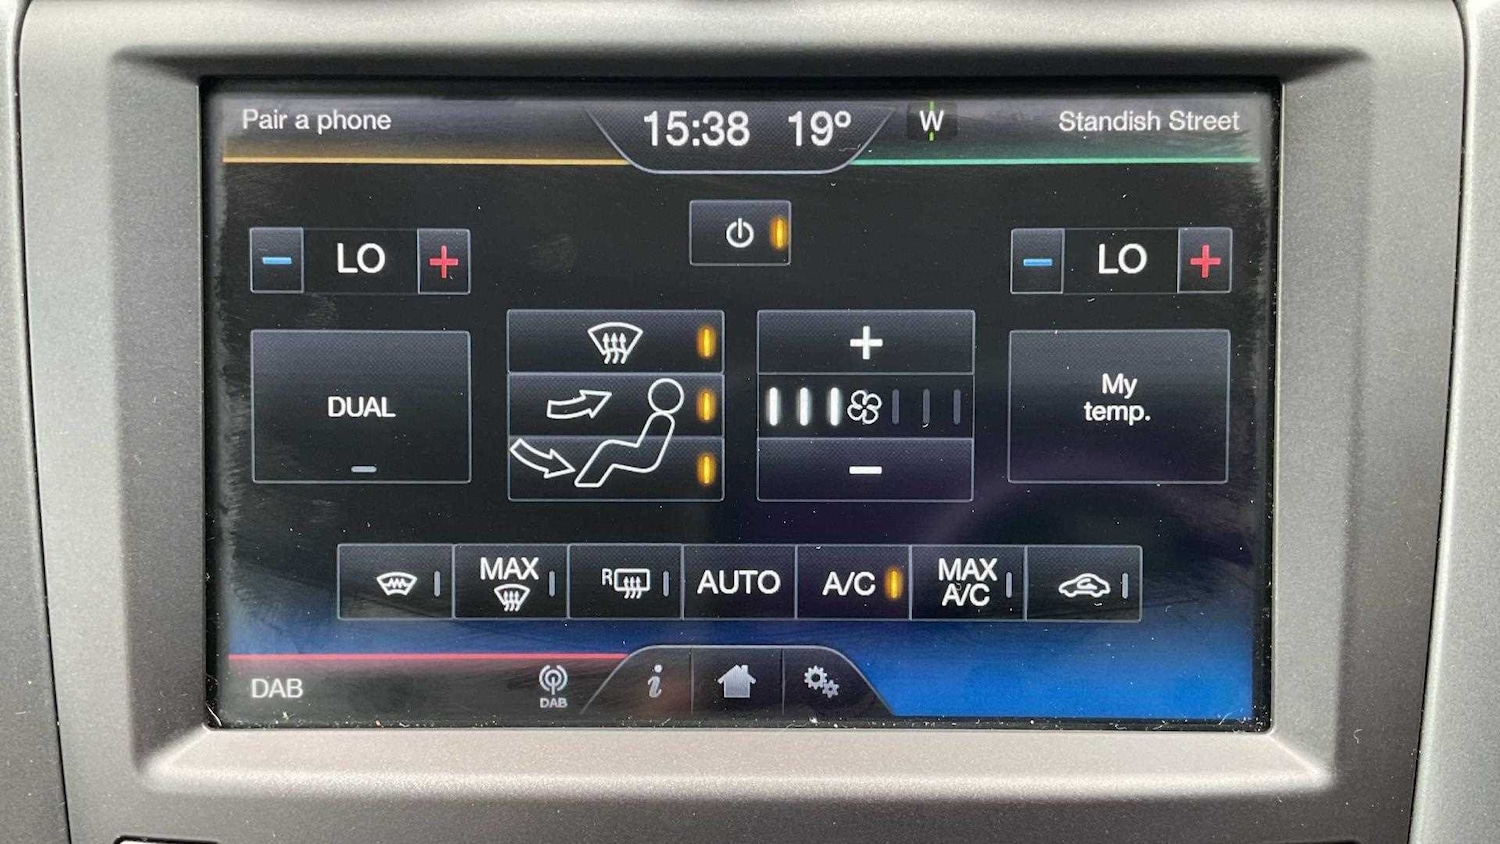 Pair a phone
15:38 19°
W
Standish Street
LO
LO
DUAL
My
temp.
MAX
R
AUTO
A/C
MAX
A/C
DAB
DAB
i